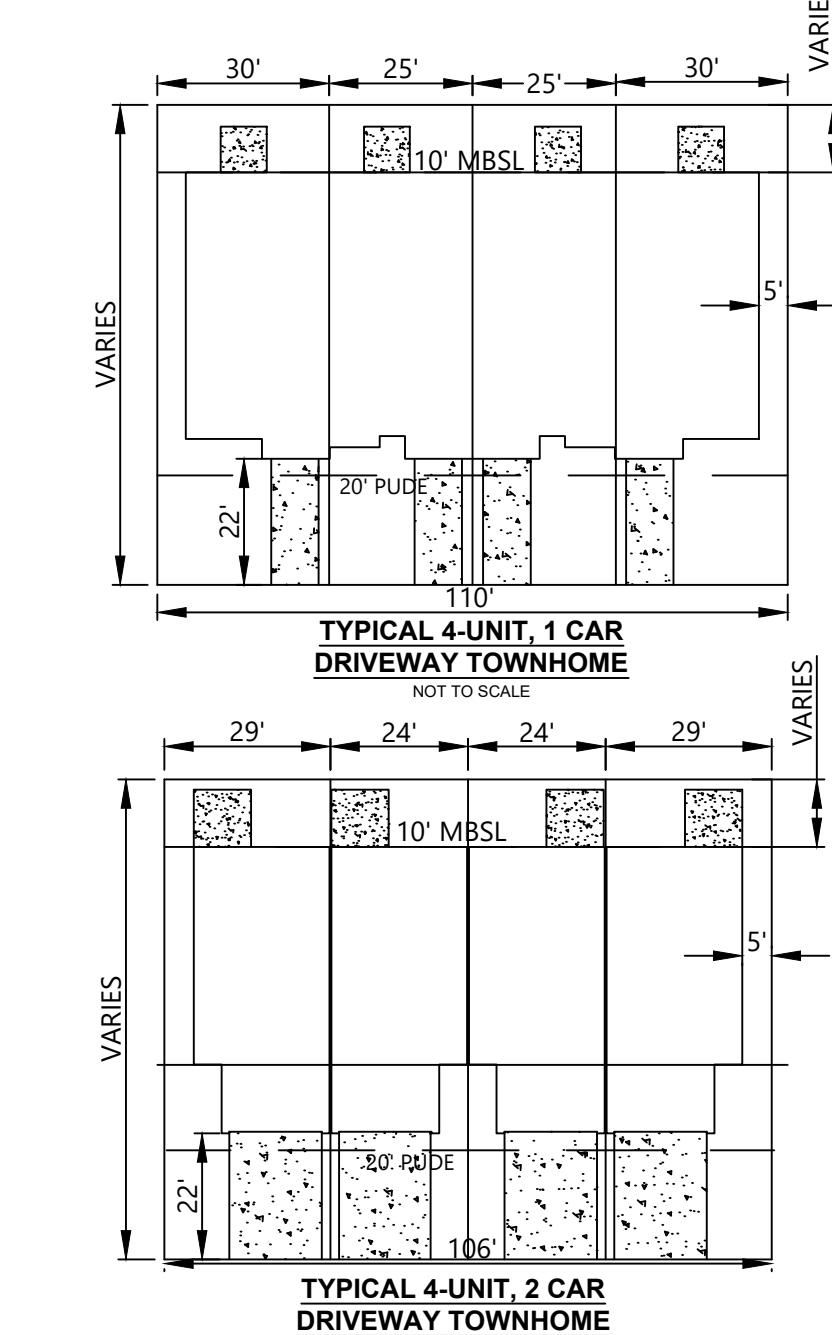 VARIES
30'
25'
25'
30'
10' MBSL
5'
VARIES
20' PUDE
22'
110'
TYPICAL 4-UNIT, 1 CAR
DRIVEWAY TOWNHOME
NOT TO SCALE
VARIES
29'
24'
24'
29'
10' MBSL
5'
VARIES
20' PUDE
22'
106'
TYPICAL 4-UNIT, 2 CAR
DRIVEWAY TOWNHOME